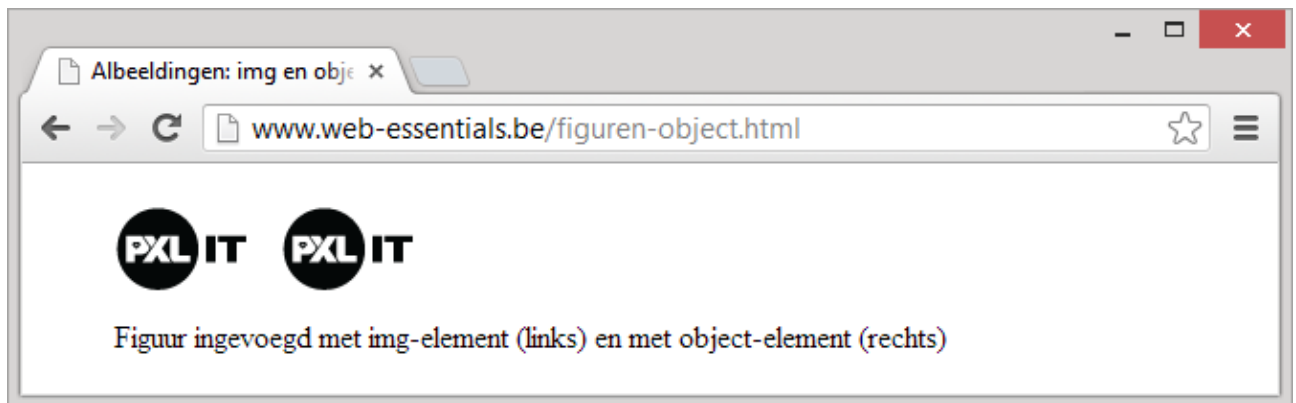 Albeeldingen: img en obje
www.web-essentials.be/figuren-object.html
PXL IT PXL IT
Figuur ingevoegd met img-element (links) en met object-element (rechts)